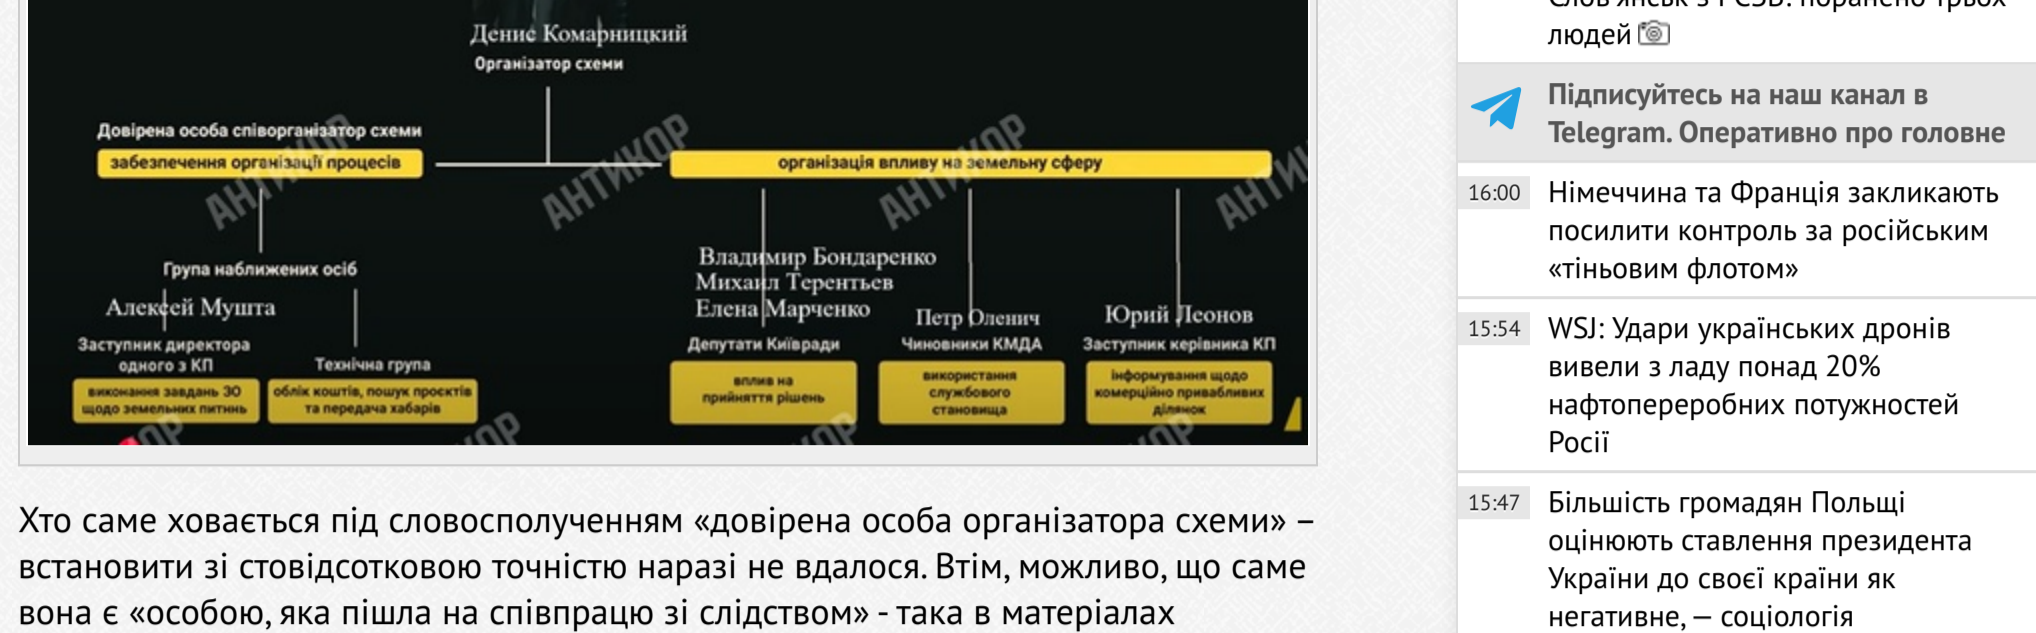 Денис Комарницкий
Організатор схеми
Довірена особа співорганізатор схеми
забезпечення організації процесів
організація впливу на земельну сферу
Група наближених осіб
Алексей Мушта
Заступник директора
одного з КП
виконання завдань ЗО
щодо земельних питинь
Технічна група
облік коштів, пошук проєктів
та передача хабарів
Владимир Бондаренко
Михаил Терентьев
Елена Марченко
Депутати Київради
вплив на
прийняття рішень
Петр Оленич
Чиновники КМДА
використання
службового
становища
Юрий Леонов
Заступник керівника КП
інформування щодо
комерційно привабливих
ділянок
АНТИКОР
АНТИКОР
АНТИКОР
Хто саме ховається під словосполученням «довірена особа організатора схеми» –
встановити зі стовідсотковою точністю наразі не вдалося. Втім, можливо, що саме
вона є «особою, яка пішла на співпрацю зі слідством» - така в матеріалах
людей
Підписуйтесь на наш канал в
Telegram. Оперативно про головне
16:00 Німеччина та Франція закликають
посилити контроль за російським
«тіньовим флотом»
15:54 WSJ: Удари українських дронів
вивели з ладу понад 20%
нафтопереробних потужностей
Росії
15:47 Більшість громадян Польщі
оцінюють ставлення президента
України до своєї країни як
негативне, — соціологія